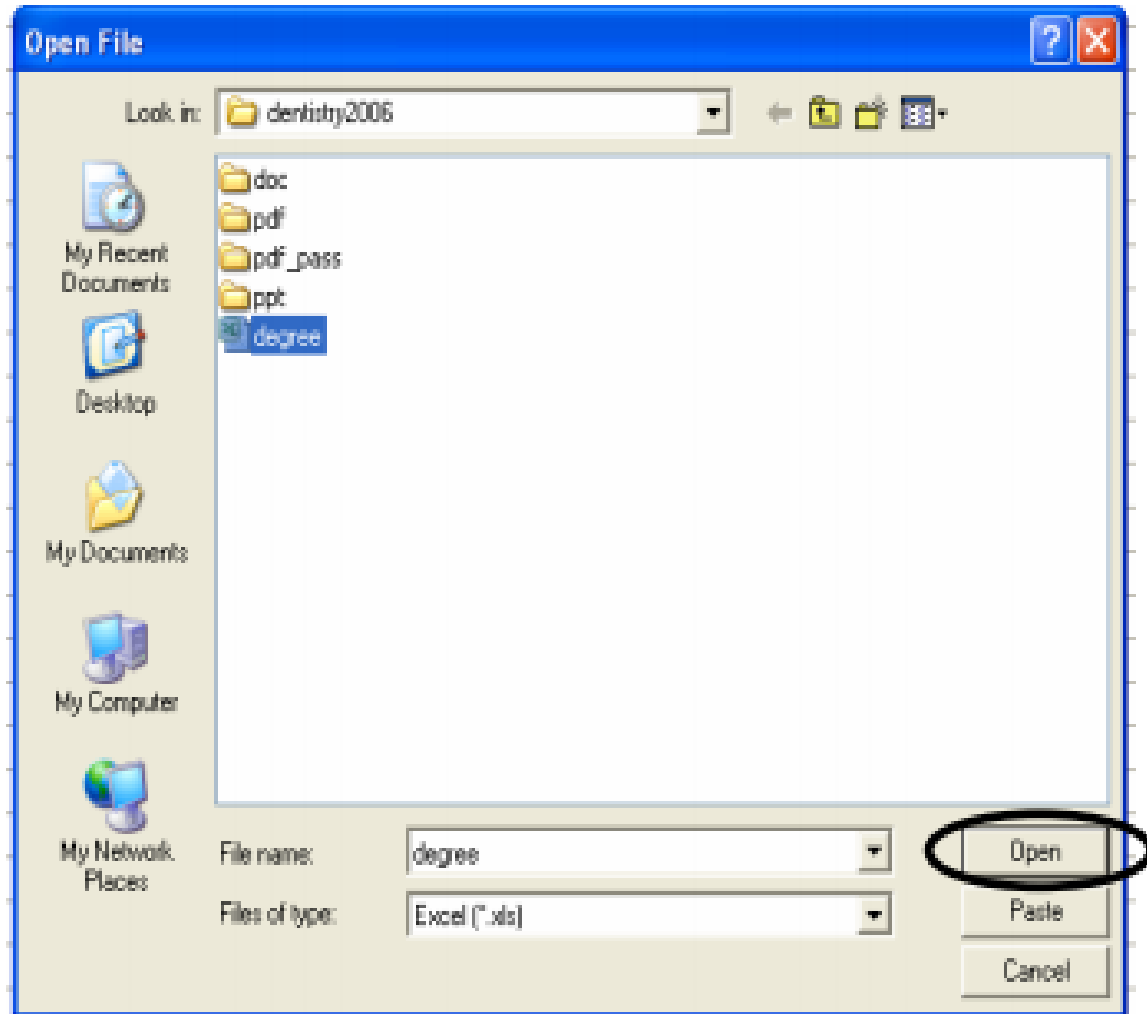 Open File
Look in: dentistry2006
doc
pdf
pdf_pass
ppt
degree
My Recent
Documents
Desktop
My Documents
My Computer
My Network
Places
File name: degree Open
Files of type: Excel (*.xls) Paste
Cancel